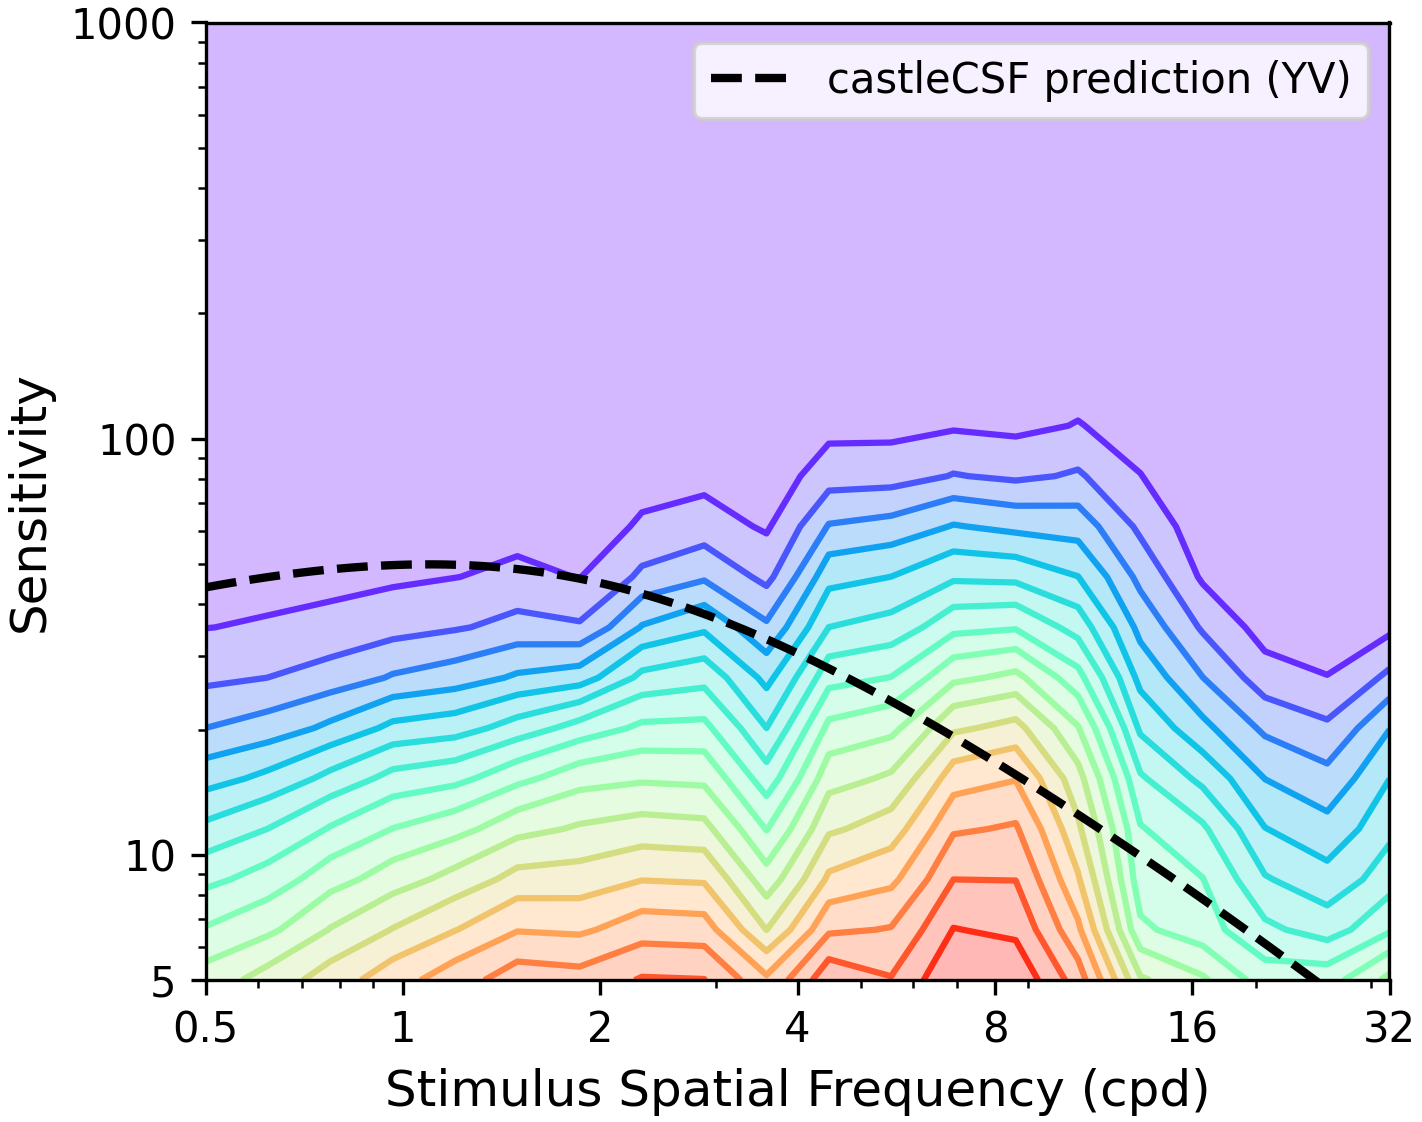 1000
castleCSF prediction (YV)
Sensitivity
100
10
5
0.5 1 2 4 8 16 32
Stimulus Spatial Frequency (cpd)